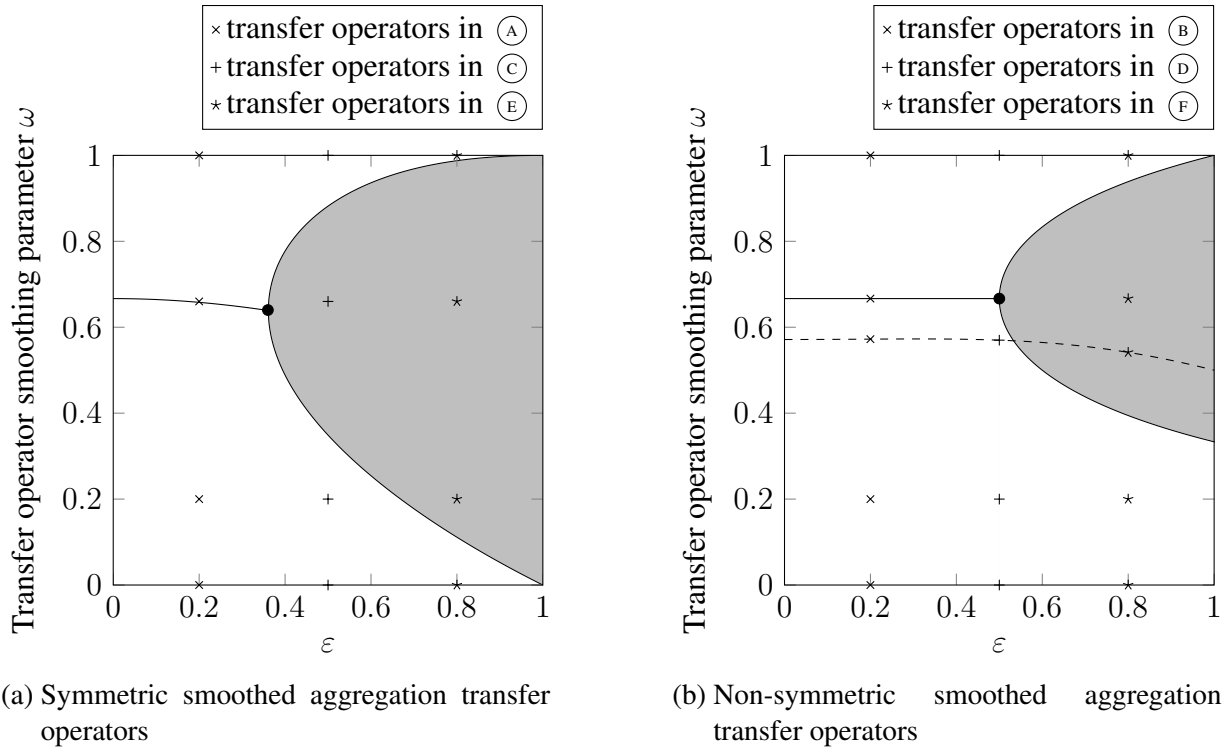 × transfer operators in Ⓐ
+ transfer operators in Ⓒ
⋆ transfer operators in Ⓔ
Transfer operator smoothing parameter ω
1
0.8
0.6
0.4
0.2
0
0 0.2 0.4 0.6 0.8 1
ε
(a) Symmetric smoothed aggregation transfer
operators
× transfer operators in Ⓑ
+ transfer operators in Ⓓ
⋆ transfer operators in Ⓕ
Transfer operator smoothing parameter ω
1
0.8
0.6
0.4
0.2
0
0 0.2 0.4 0.6 0.8 1
ε
(b) Non-symmetric smoothed aggregation
transfer operators